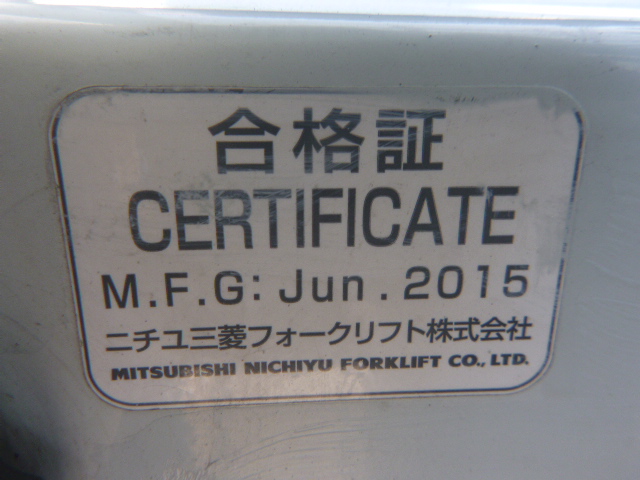 合格証
CERTIFICATE
M.F.G: Jun. 2015
ニチユ三菱フォークリフト株式会社
MITSUBISHI NICHIYU FORKLIFT CO., LTD.